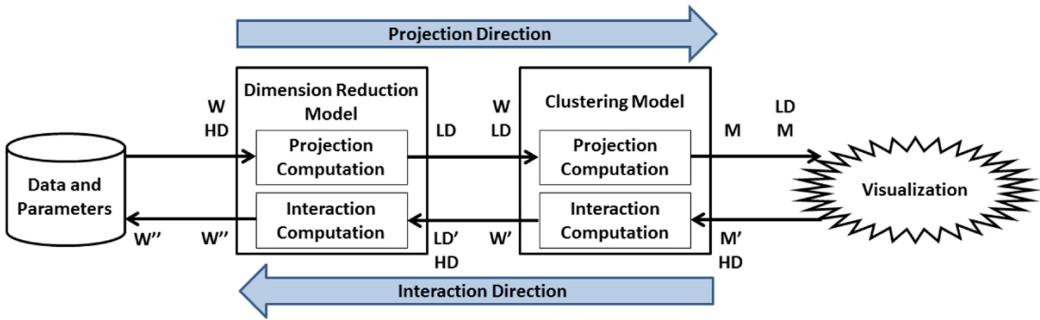 Projection Direction
Dimension Reduction
Model
Clustering Model
W
HD
LD
W
LD
M
LD
M
Projection
Computation
Projection
Computation
Data and
Parameters
Visualization
Interaction
Computation
Interaction
Computation
W''
W''
LD'
HD
W'
M'
HD
Interaction Direction